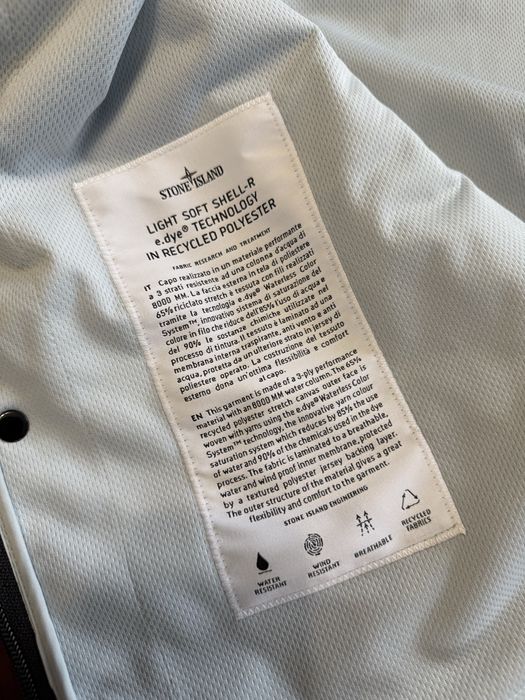 STONE ISLAND
LIGHT SOFT SHELL-R
e.dye® TECHNOLOGY
IN RECYCLED POLYESTER
FABRIC RESEARCH AND TREATMENT
IT Capo realizzato in un materiale performante
a 3 strati resistente ad una colonna d'acqua di
8000 MM. La faccia esterna in tela di poliestere
65% riciclato stretch è tessuta con fili realizzati
tramite la tecnologia e.dye® Waterless Color
System™, innovativo sistema di saturazione del
colore in filo che riduce dell'85% l'uso di acqua e
del 90% le sostanze chimiche utilizzate nel
processo di tintura. Il tessuto è laminato ad una
membrana interna traspirante, anti vento e anti
acqua, protetta da un ulteriore strato in jersey di
poliestere operato. La costruzione del tessuto
esterno dona un'ottima flessibilità e comfort
al capo.
EN This garment is made of a 3-ply performance
material with an 8000 MM water column. The 65%
recycled polyester stretch canvas outer face is
woven with yarns using the e.dye® Waterless Color
System™ technology, the innovative yarn colour
saturation system which reduces by 85% the use
of water and 90% of the chemicals used in the dye
process. The fabric is laminated to a breathable,
water and wind proof inner membrane, protected
by a textured polyester jersey backing layer.
The outer structure of the material gives a great
flexibility and comfort to the garment.
STONE ISLAND ENGINEERING
WATER
RESISTANT
WIND
RESISTANT
BREATHABLE
RECYCLED
FABRICS